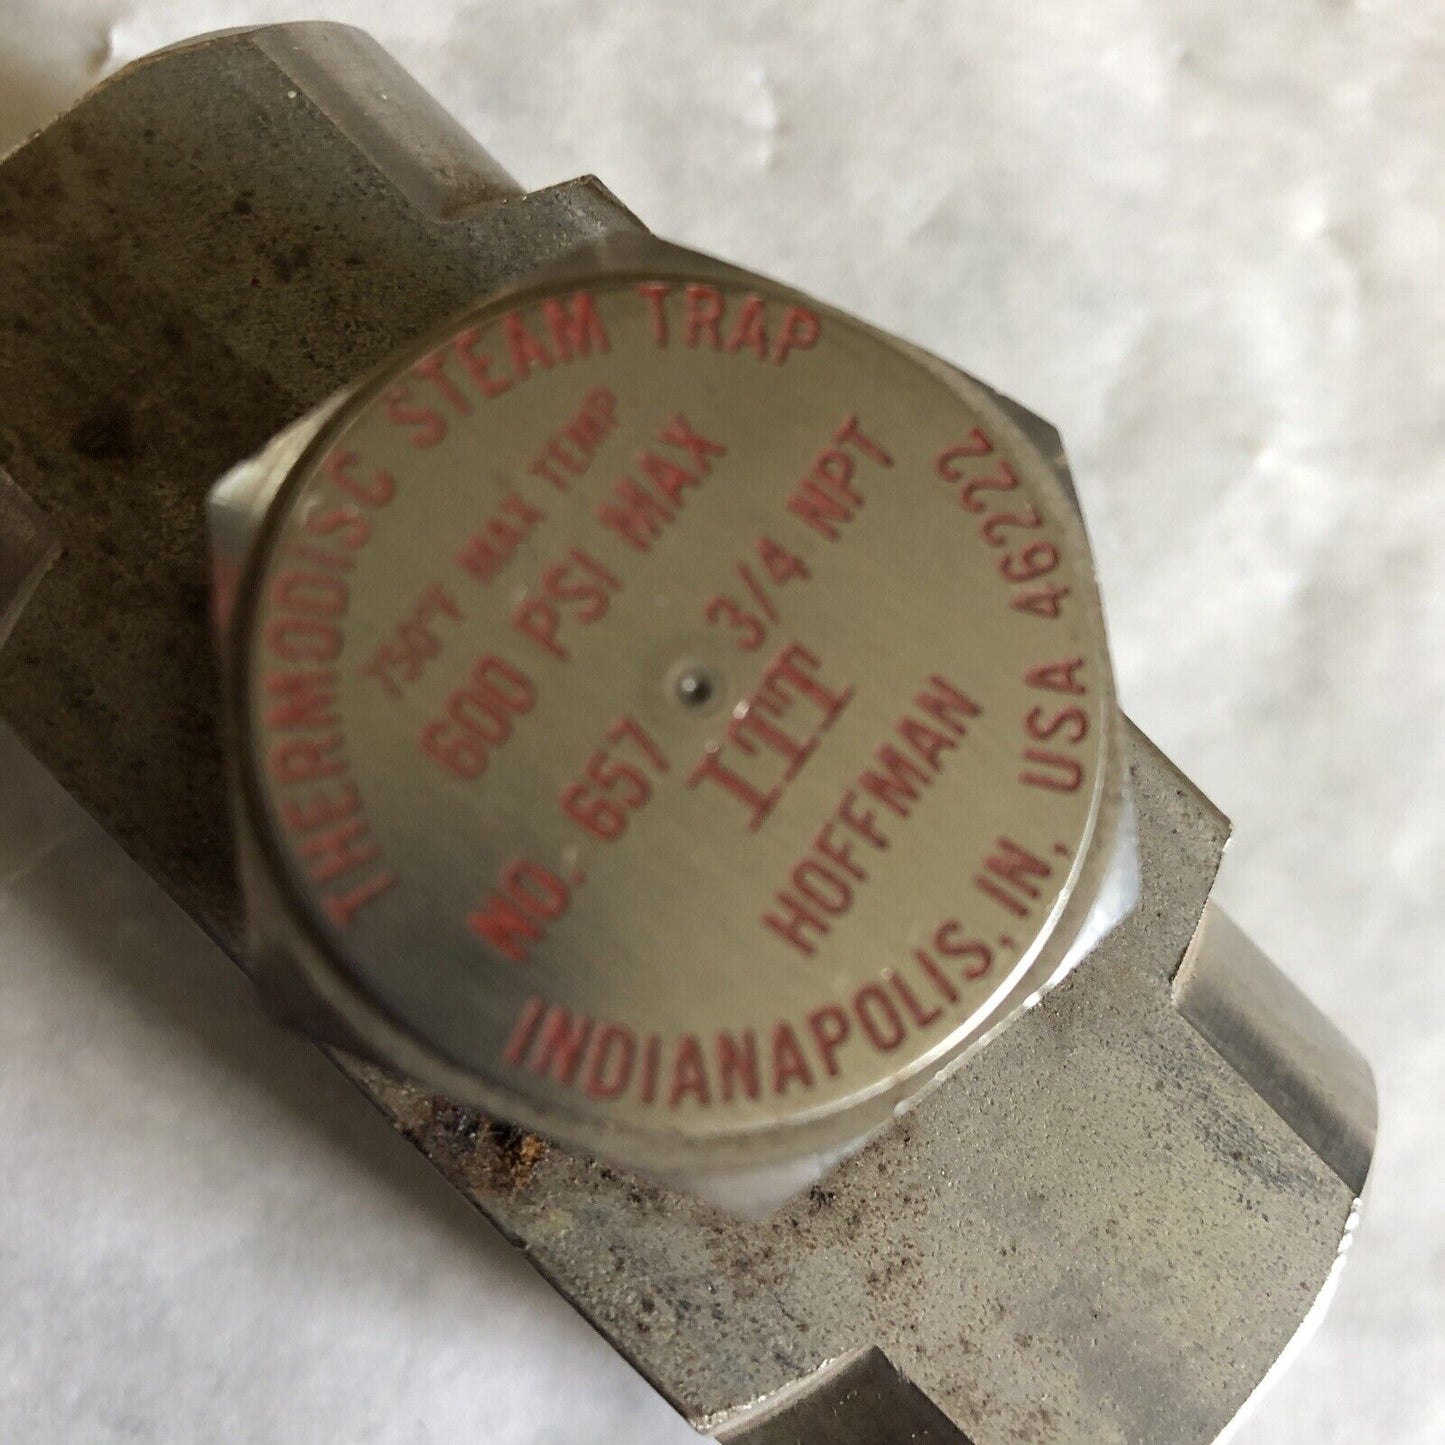 THERMODISC STEAM TRAP
750°F MAX TEMP
600 PSI MAX
NO. 657 3/4 NPT
ITT
HOFFMAN
INDIANAPOLIS, IN, USA 46222